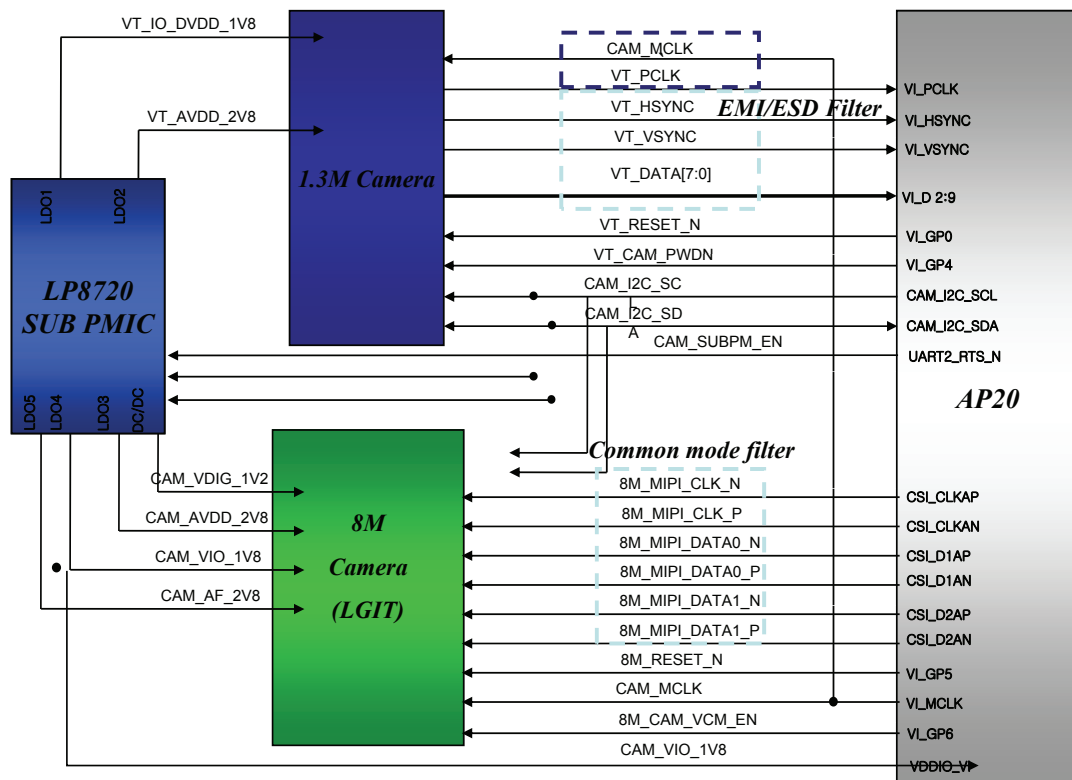 VT_IO_DVDD_1V8
CAM_MCLK
VT_PCLK
VI_PCLK
VT_HSYNC
EMI/ESD Filter
VI_HSYNC
VT_AVDD_2V8
VT_VSYNC
VI_VSYNC
1.3M Camera
VT_DATA[7:0]
VI_D 2:9
LDO1
LDO2
VT_RESET_N
VI_GP0
VT_CAM_PWDN
VI_GP4
LP8720
SUB PMIC
CAM_I2C_SC
L
CAM_I2C_SCL
CAM_I2C_SD
A
CAM_I2C_SDA
CAM_SUBPM_EN
UART2_RTS_N
AP20
LDO5
LDO4
LDO3
DC/DC
Common mode filter
CAM_VDIG_1V2
8M_MIPI_CLK_N
CSI_CLKAP
CAM_AVDD_2V8
8M_MIPI_CLK_P
CSI_CLKAN
8M
Camera
(LGIT)
CAM_VIO_1V8
8M_MIPI_DATA0_N
CSI_D1AP
8M_MIPI_DATA0_P
CSI_D1AN
CAM_AF_2V8
8M_MIPI_DATA1_N
CSI_D2AP
8M_MIPI_DATA1_P
CSI_D2AN
8M_RESET_N
VI_GP5
CAM_MCLK
VI_MCLK
8M_CAM_VCM_EN
VI_GP6
CAM_VIO_1V8
VDDIO_VI